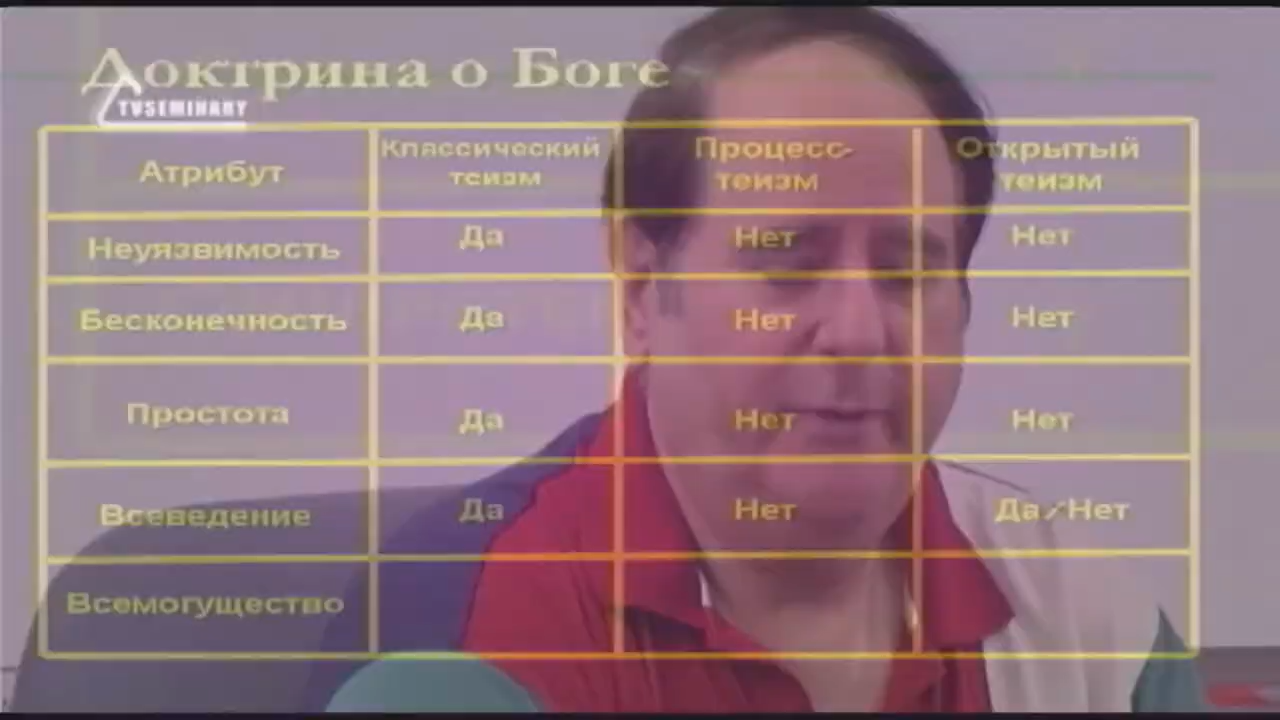 Доктрина о Боге
TVSEMINARY
Атрибут
Классический
теизм
Процесс-
теизм
Открытый
теизм
Неуязвимость
Да
Нет
Нет
Бесконечность
Да
Нет
Нет
Простота
Да
Нет
Нет
Всеведение
Да
Нет
Да/Нет
Всемогущество